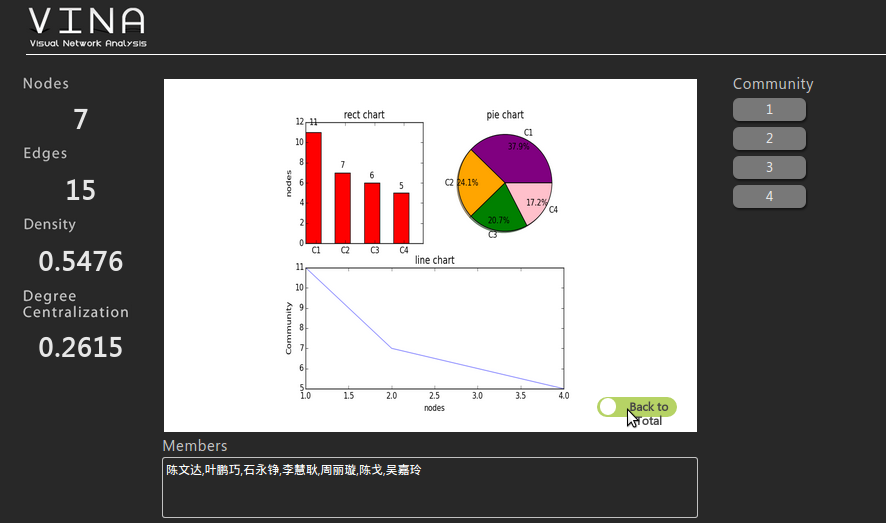 VINA
Visual Network Analysis
Nodes
7
Edges
15
Density
0.5476
Degree
Centralization
0.2615
rect chart
nodes
12
10
8
6
4
2
0
11
7
6
5
C1 C2 C3 C4
pie chart
C1
37.9%
C2 24.1%
20.7%
C3
17.2%
C4
line chart
Community
11
10
9
8
7
6
5
1.0 1.5 2.0 2.5 3.0 3.5 4.0
nodes
Back to
Total
Community
1
2
3
4
Members
陈文达,叶鹏巧,石永铮,李慧耿,周丽璇,陈戈,吴嘉玲